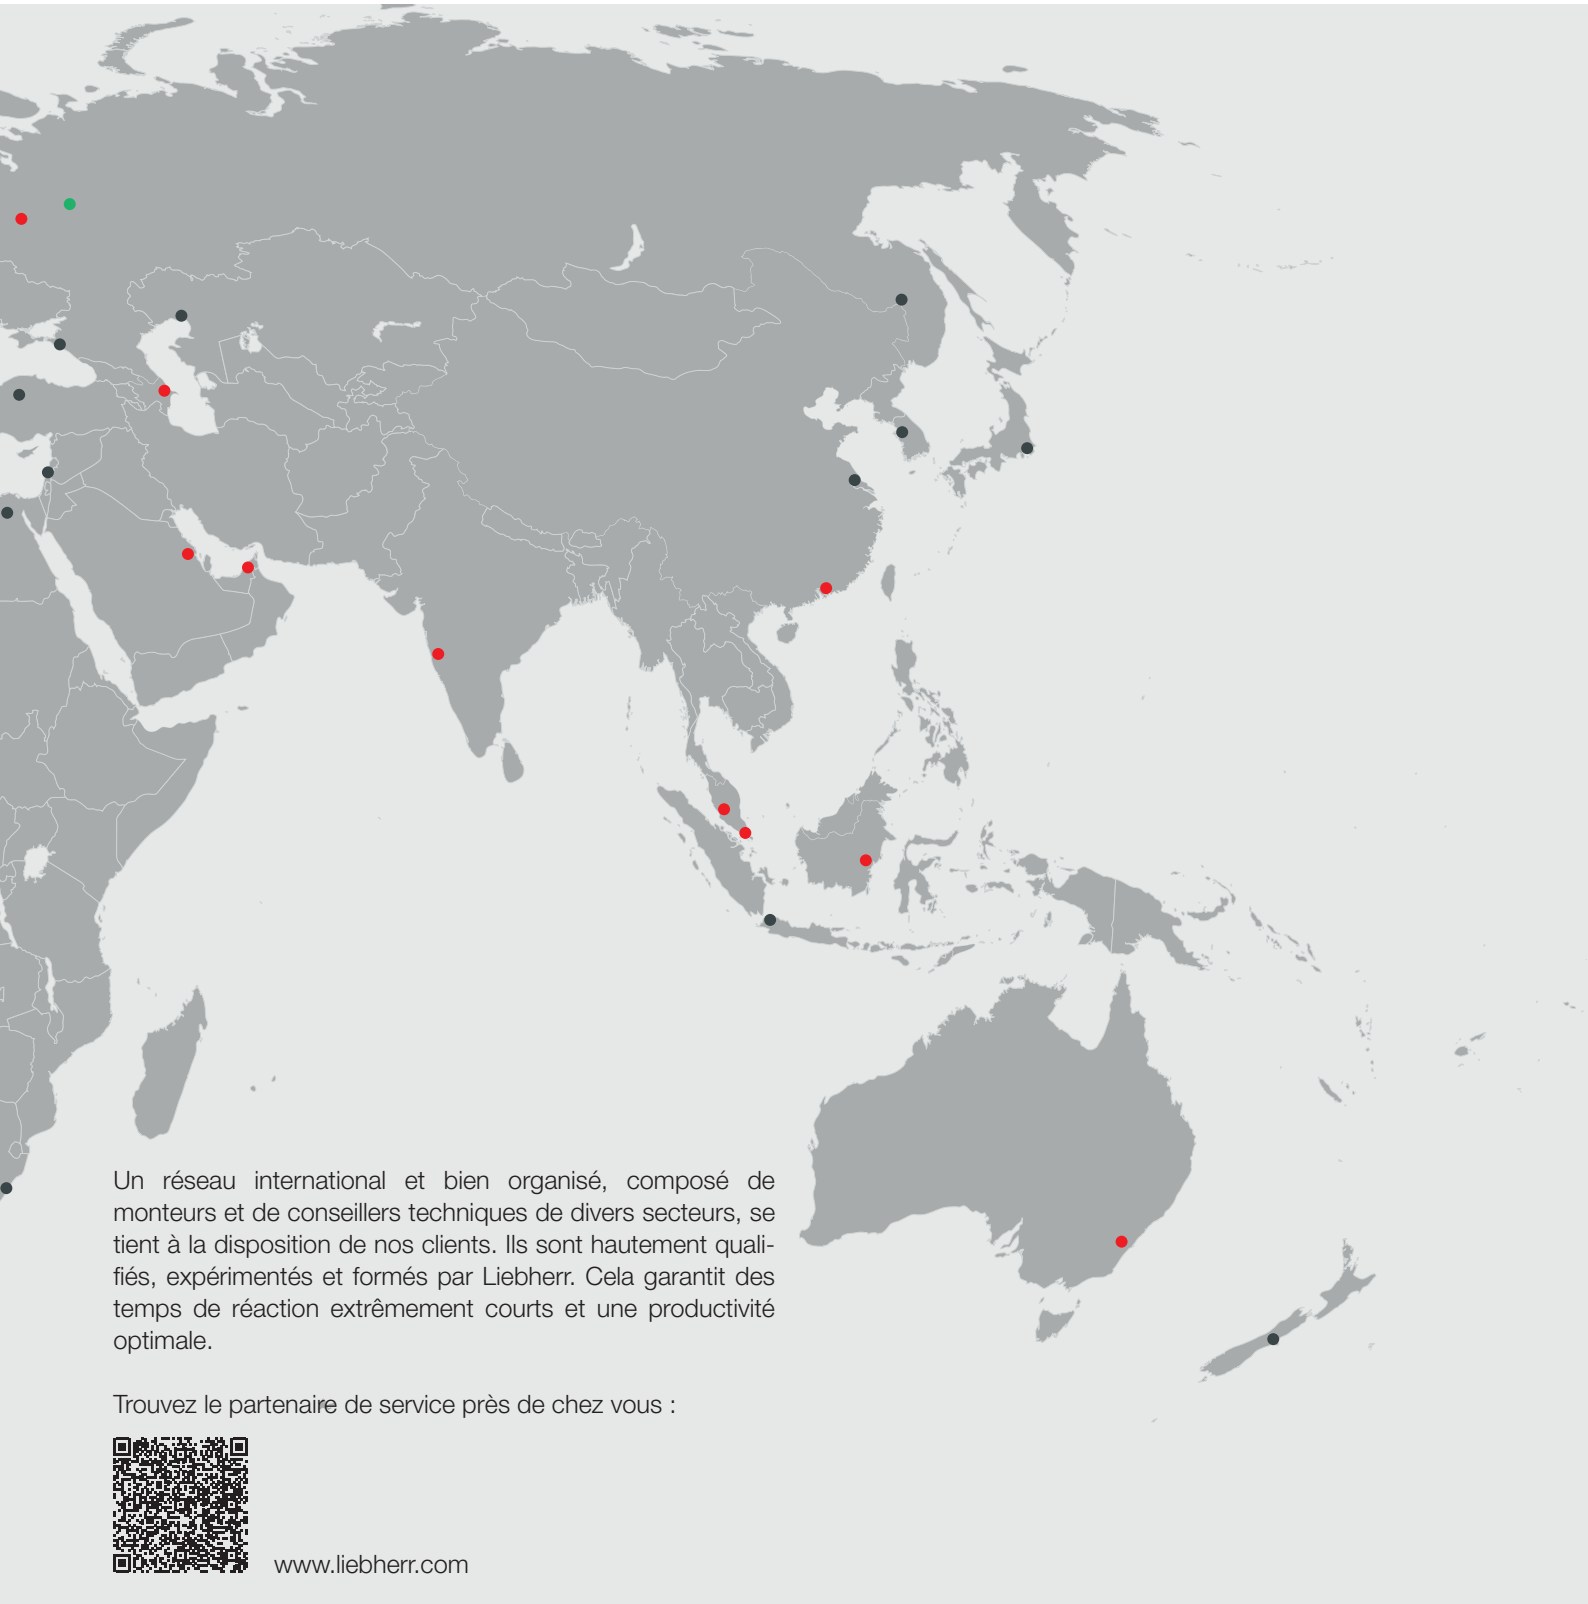 Un réseau international et bien organisé, composé de
monteurs et de conseillers techniques de divers secteurs, se
tient à la disposition de nos clients. Ils sont hautement quali-
fiés, expérimentés et formés par Liebherr. Cela garantit des
temps de réaction extrêmement courts et une productivité
optimale.
Trouvez le partenaire de service près de chez vous :
www.liebherr.com